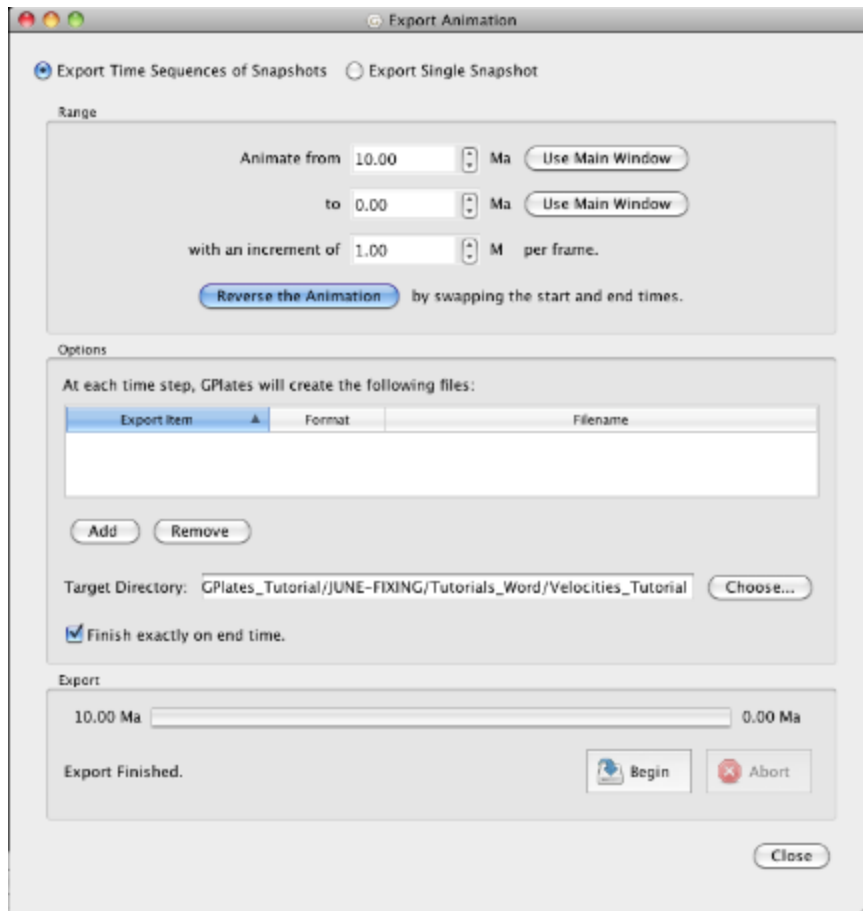 Export Animation
Export Time Sequences of Snapshots Export Single Snapshot
Range
Animate from 10.00 Ma Use Main Window
to 0.00 Ma Use Main Window
with an increment of 1.00 M per frame.
Reverse the Animation by swapping the start and end times.
Options
At each time step, GPlates will create the following files:
Export Item Format Filename
Add Remove
Target Directory: GPlates_Tutorial/JUNE-FIXING/Tutorials_Word/Velocities_Tutorial Choose...
Finish exactly on end time.
Export
10.00 Ma 0.00 Ma
Export Finished. Begin Abort
Close